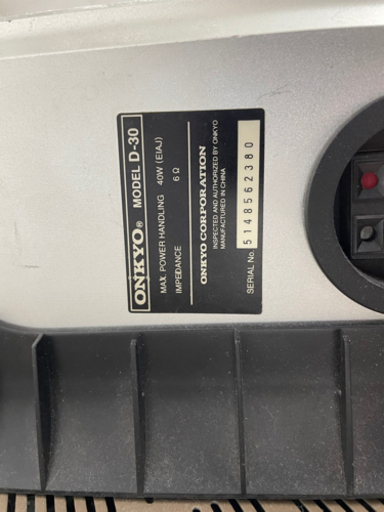 ONKYO® MODEL D-30
MAX. POWER HANDLING 40W (EIAJ)
IMPEDANCE 6 Ω
ONKYO CORPORATION
INSPECTED AND AUTHORIZED BY ONKYO
MANUFACTURED IN CHINA
SERIAL No. 5148562380